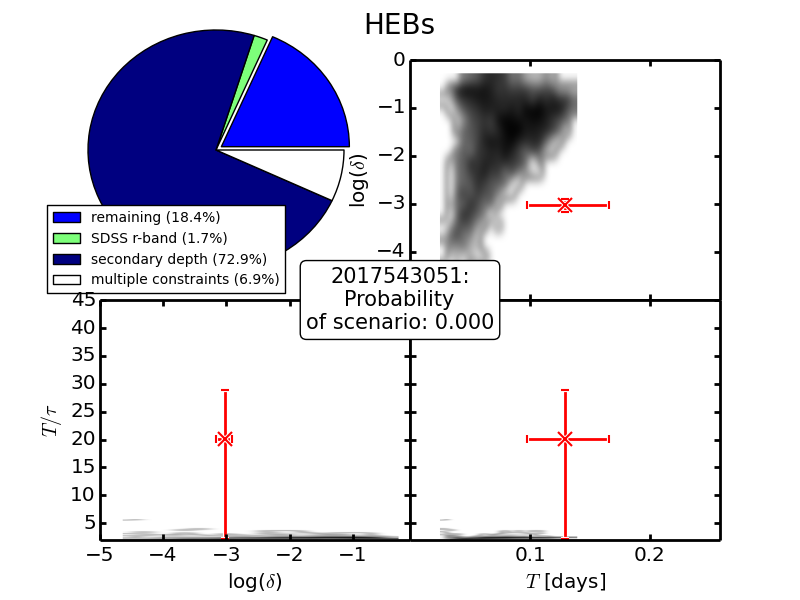 HEBs
remaining (18.4%)
SDSS r-band (1.7%)
secondary depth (72.9%)
multiple constraints (6.9%)
log(δ)
0
−1
−2
−3
−4
2017543051:
Probability
of scenario: 0.000
T/τ
45
40
35
30
25
20
15
10
5
−5 −4 −3 −2 −1
log(δ)
0.1 0.2
T [days]